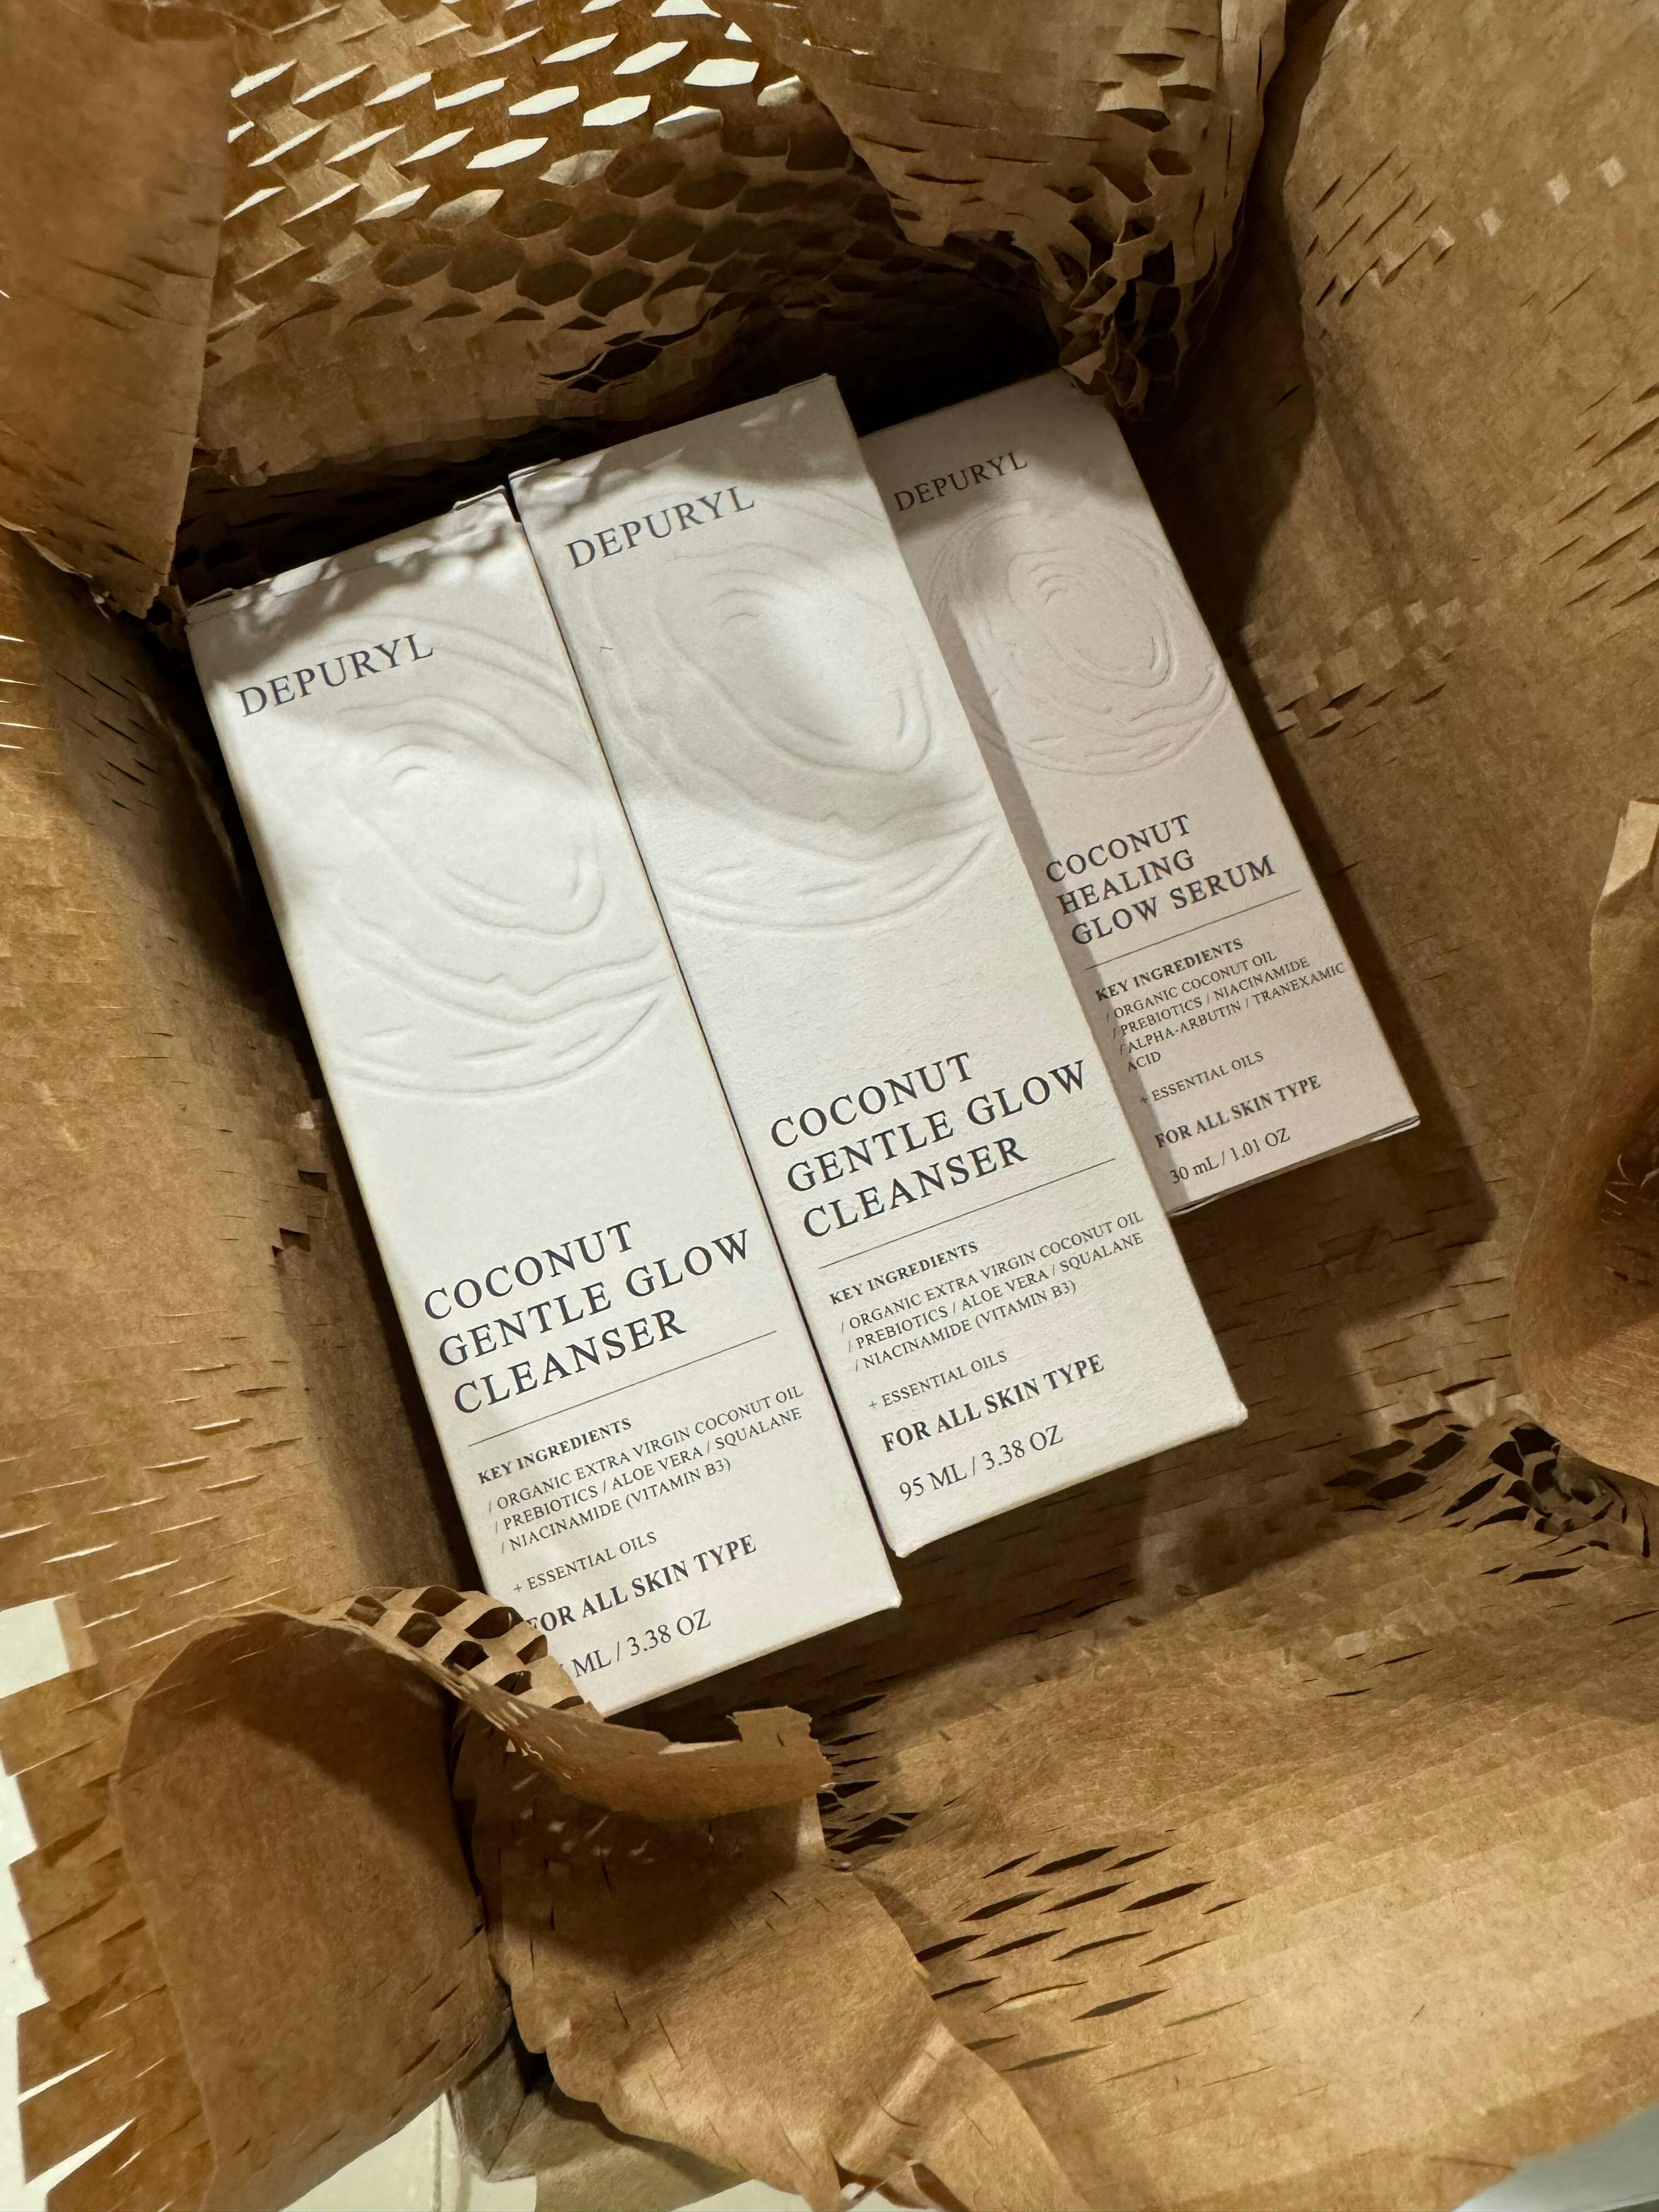 DEPURYL
COCONUT
GENTLE GLOW
CLEANSER
KEY INGREDIENTS
/ ORGANIC EXTRA VIRGIN COCONUT OIL
/ PREBIOTICS / ALOE VERA / SQUALANE
/ NIACINAMIDE (VITAMIN B3)
+ ESSENTIAL OILS
FOR ALL SKIN TYPE
ML / 3.38 OZ
DEPURYL
COCONUT
GENTLE GLOW
CLEANSER
KEY INGREDIENTS
/ ORGANIC EXTRA VIRGIN COCONUT OIL
/ PREBIOTICS / ALOE VERA / SQUALANE
/ NIACINAMIDE (VITAMIN B3)
+ ESSENTIAL OILS
FOR ALL SKIN TYPE
95 ML / 3.38 OZ
DEPURYL
COCONUT
HEALING
GLOW SERUM
KEY INGREDIENTS
/ ORGANIC COCONUT OIL
/ PREBIOTICS / NIACINAMIDE
/ ALPHA-ARBUTIN / TRANEXAMIC
ACID
+ ESSENTIAL OILS
FOR ALL SKIN TYPE
30 mL / 1.01 OZ